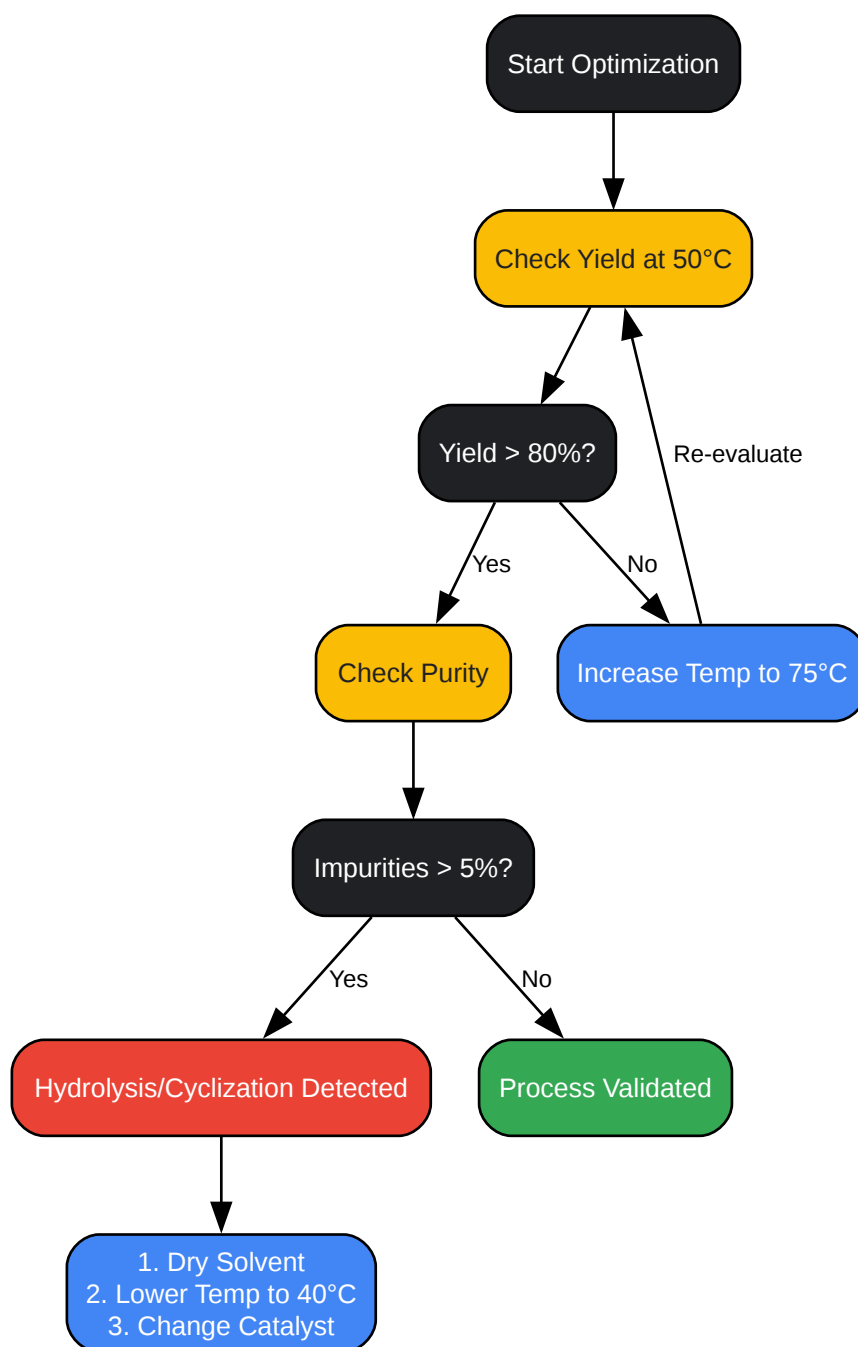 Start Optimization
Check Yield at 50°C
Yield > 80%?
Re-evaluate
Yes
No
Check Purity
Increase Temp to 75°C
Impurities > 5%?
Yes
No
Hydrolysis/Cyclization Detected
Process Validated
1. Dry Solvent
2. Lower Temp to 40°C
3. Change Catalyst